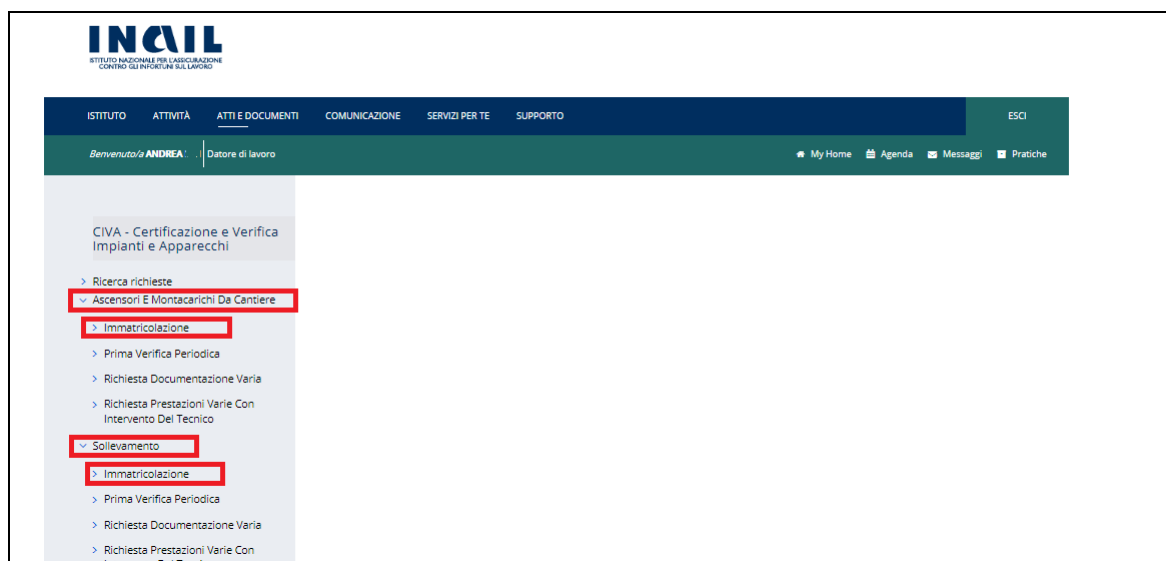 INAIL
ISTITUTO NAZIONALE PER L'ASSICURAZIONE
CONTRO GLI INFORTUNI SUL LAVORO
ISTITUTO ATTIVITÀ ATTI E DOCUMENTI COMUNICAZIONE SERVIZI PER TE SUPPORTO ESCI
Benvenuto/a ANDREA Datore di lavoro My Home Agenda Messaggi Pratiche
CIVA - Certificazione e Verifica
Impianti e Apparecchi
Ricerca richieste
Ascensori E Montacarichi Da Cantiere
Immatricolazione
Prima Verifica Periodica
Richiesta Documentazione Varia
Richiesta Prestazioni Varie Con
Intervento Del Tecnico
Sollevamento
Immatricolazione
Prima Verifica Periodica
Richiesta Documentazione Varia
Richiesta Prestazioni Varie Con